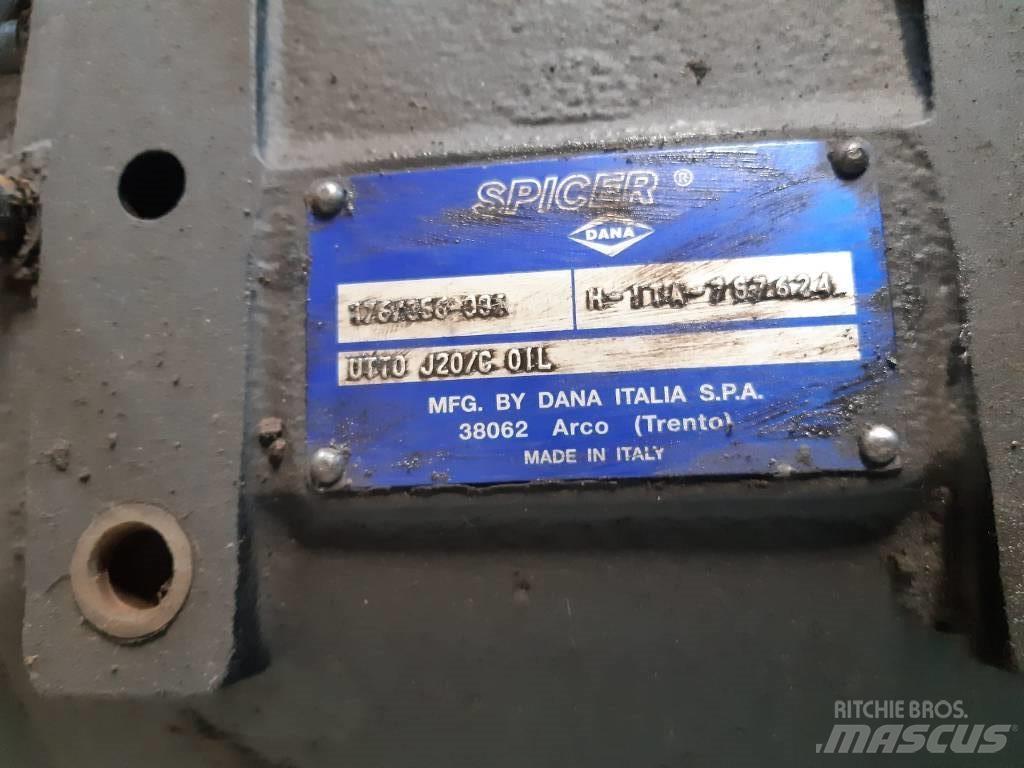 SPICER ®
DANA
UTTO J20/C OIL
MFG. BY DANA ITALIA S.P.A.
38062 Arco (Trento)
MADE IN ITALY
RITCHIE BROS.
MASCUS